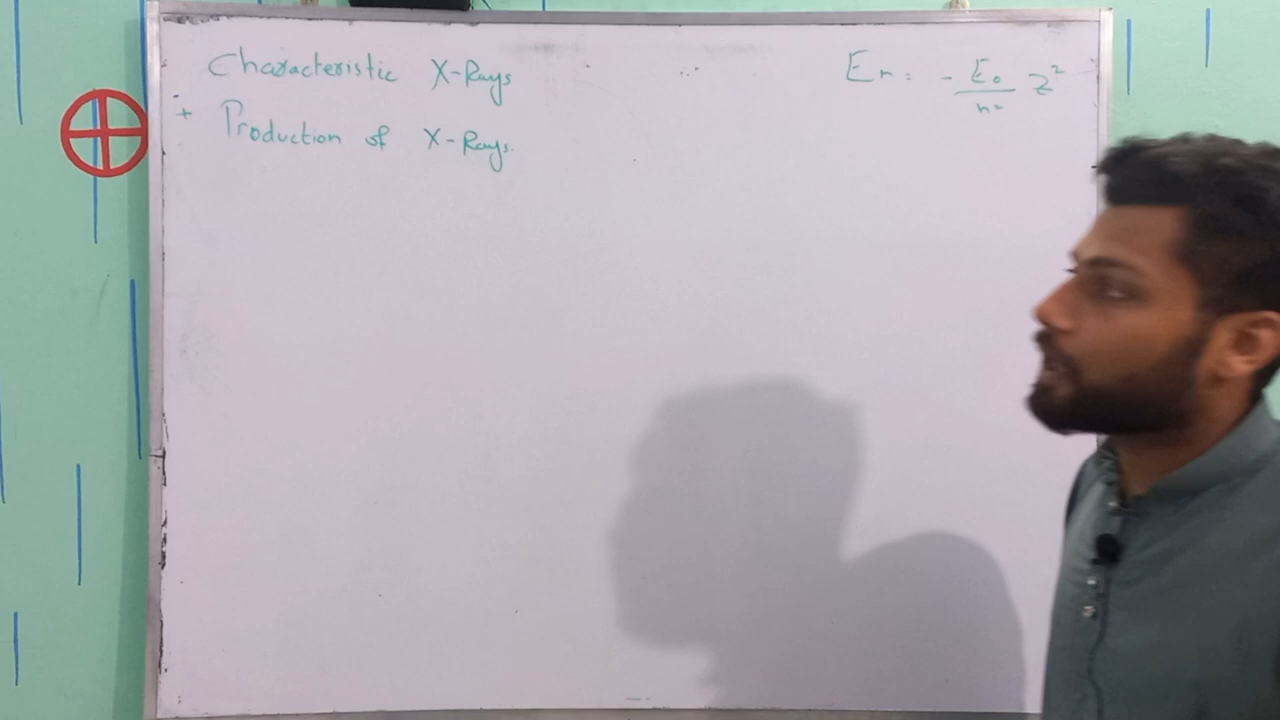 Characteristic X-Rays
+ Production of X-Rays.
En = - E₀/n² Z²